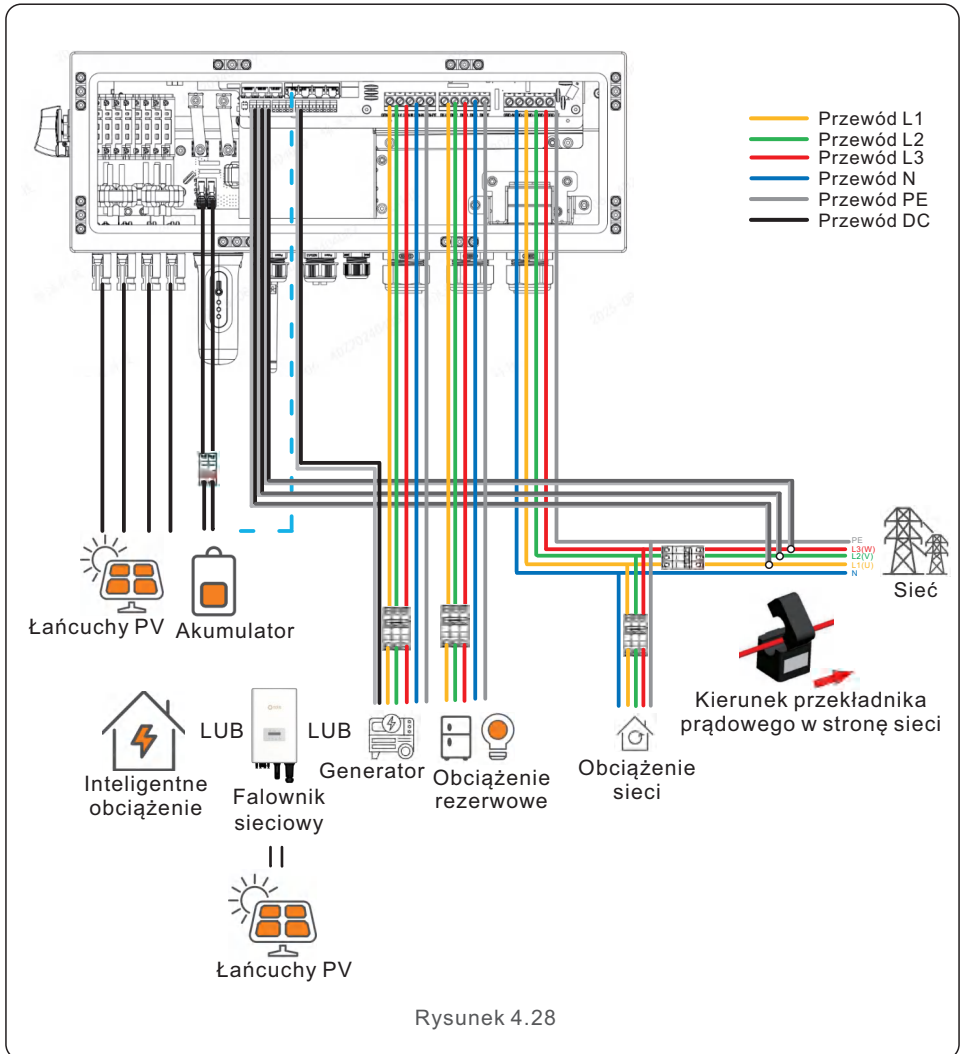 Przewód L1
Przewód L2
Przewód L3
Przewód N
Przewód PE
Przewód DC
PE
L3(W)
L2(V)
L1(U)
N
Sieć
Łańcuchy PV
Akumulator
Kierunek przekładnika
prądowego w stronę sieci
LUB
LUB
Inteligentne
obciążenie
Falownik
sieciowy
Generator
Obciążenie
rezerwowe
Obciążenie
sieci
Łańcuchy PV
Rysunek 4.28